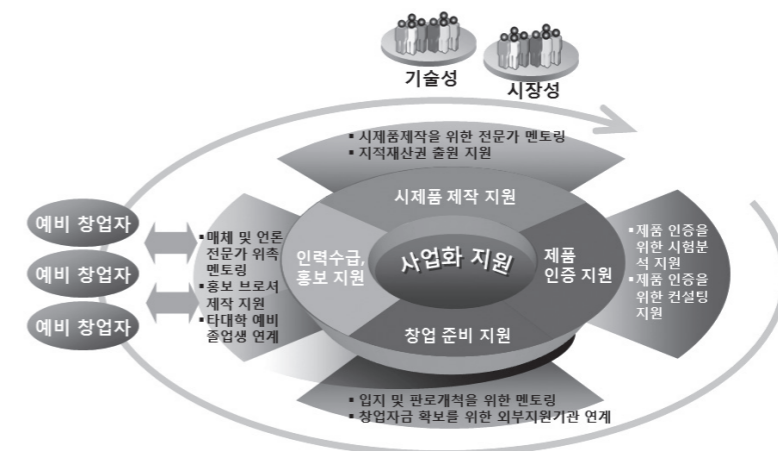 기술성
시장성
▪ 시제품제작을 위한 전문가 멘토링
▪ 지적재산권 출원 지원
시제품 제작 지원
예비 창업자
예비 창업자
예비 창업자
▪매체 및 언론
전문가 위촉
멘토링
▪홍보 브로셔
제작 지원
▪타대학 예비
졸업생 연계
인력수급,
홍보 지원
사업화 지원
제품
인증 지원
▪제품 인증을
위한 시험분
석 지원
▪제품 인증을
위한 컨설팅
지원
창업 준비 지원
▪ 입지 및 판로개척을 위한 멘토링
▪ 창업자금 확보를 위한 외부지원기관 연계